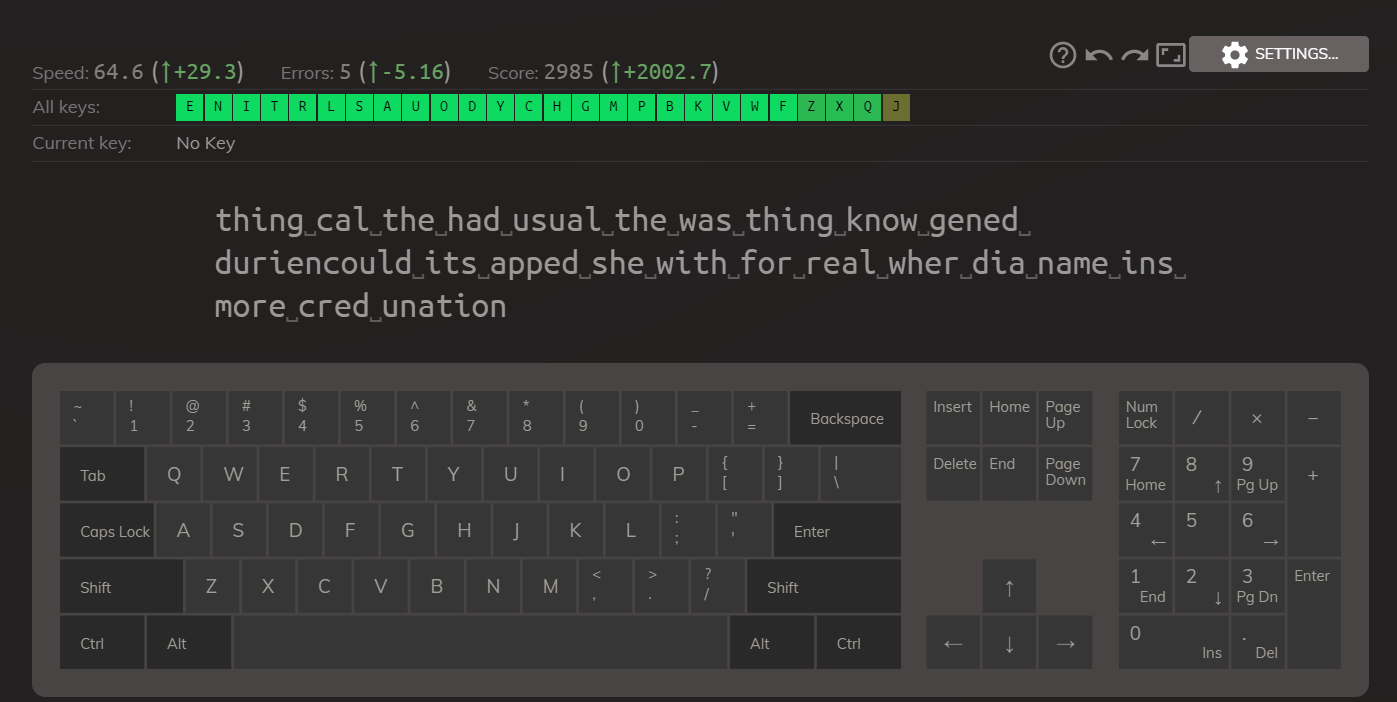 Speed: 64.6 (↑+29.3) Errors: 5 (↑-5.16) Score: 2985 (↑+2002.7) SETTINGS...
All keys: E N I T R L S A U O D Y C H G M P B K V W F Z X Q J
Current key: No Key
thing␣cal␣the␣had␣usual␣the␣was␣thing␣know␣gened␣
duriencould␣its␣apped␣she␣with␣for␣real␣wher␣dia␣name␣ins␣
more␣cred␣unation
~ ` ! 1 @ 2 # 3 $ 4 % 5 ^ 6 & 7 * 8 ( 9 ) 0 _ - + = Backspace Insert Home Page Up Num Lock / × −
Tab Q W E R T Y U I O P { [ } ] | \ Delete End Page Down 7 Home 8 ↑ 9 Pg Up +
Caps Lock A S D F G H J K L : ; " ' Enter 4 ← 5 6 →
Shift Z X C V B N M < , > . ? / Shift ↑ 1 End 2 ↓ 3 Pg Dn Enter
Ctrl Alt Alt Ctrl ← ↓ → 0 Ins . Del